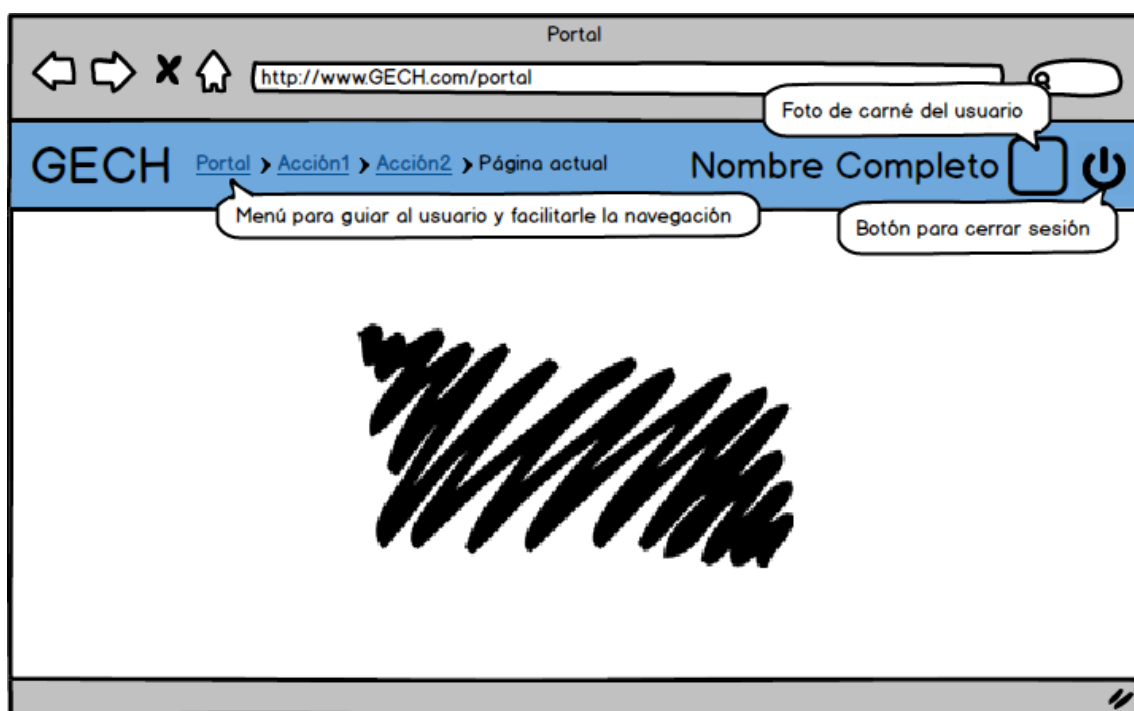 Portal
http://www.GECH.com/portal
Foto de carné del usuario
GECH Portal > Acción1 > Acción2 > Página actual Nombre Completo
Menú para guiar al usuario y facilitarle la navegación
Botón para cerrar sesión